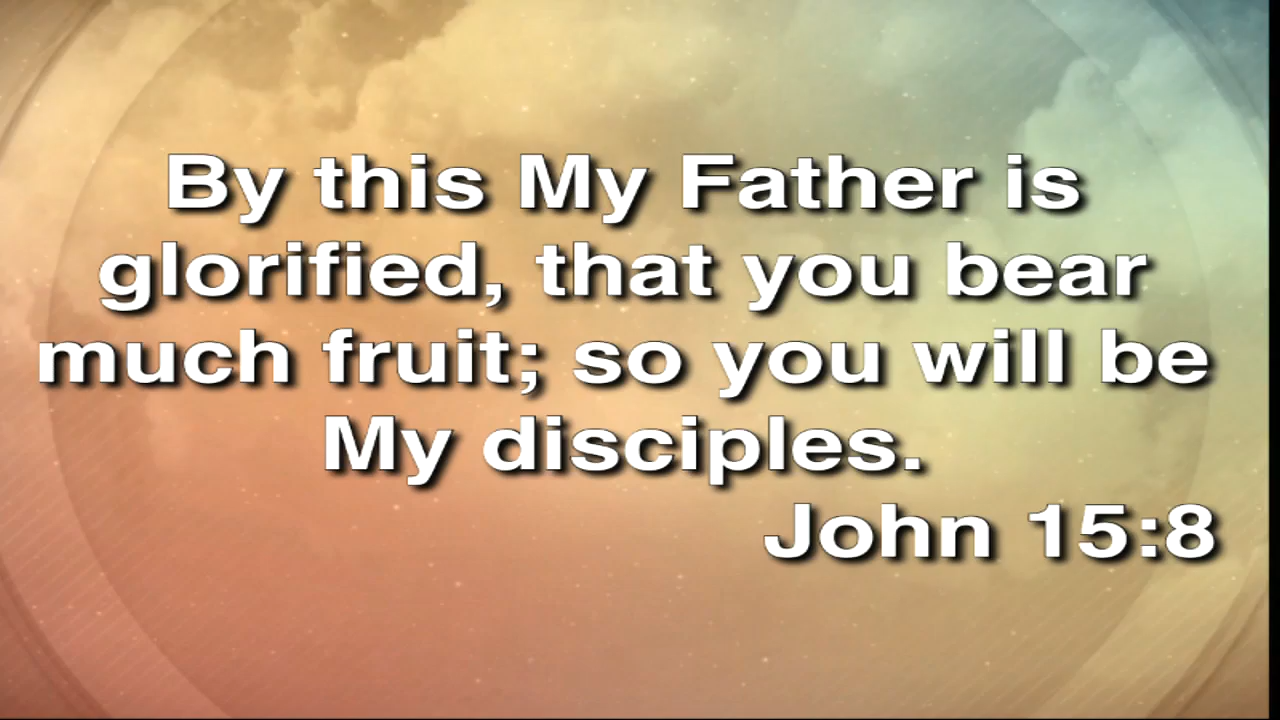 By this My Father is
glorified, that you bear
much fruit; so you will be
My disciples.
John 15:8